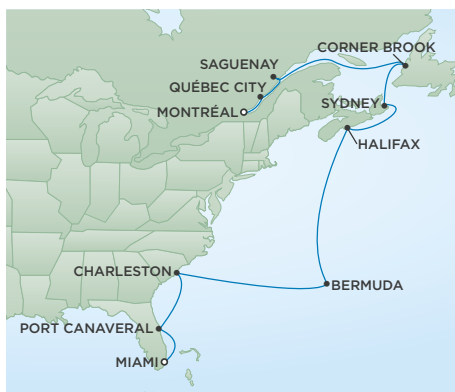 CORNER BROOK
SAGUENAY
QUÉBEC CITY
SYDNEY
MONTRÉAL
HALIFAX
CHARLESTON
BERMUDA
PORT CANAVERAL
MIAMI